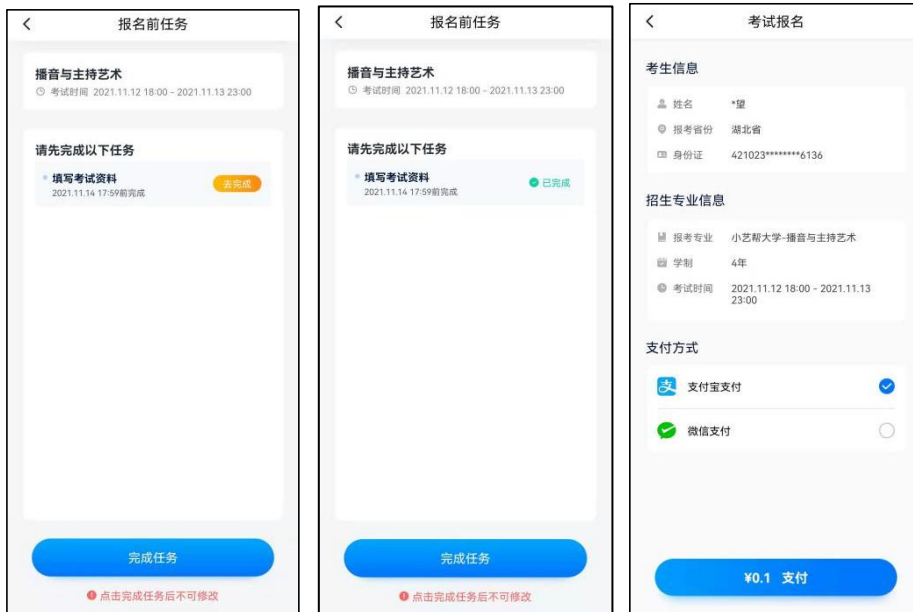 报名前任务
播音与主持艺术
考试时间 2021.11.12 18:00 - 2021.11.13 23:00
请先完成以下任务
填写考试资料
去完成
2021.11.14 17:59前完成
完成任务
点击完成任务后不可修改
报名前任务
播音与主持艺术
考试时间 2021.11.12 18:00 - 2021.11.13 23:00
请先完成以下任务
填写考试资料
已完成
2021.11.14 17:59前完成
完成任务
点击完成任务后不可修改
考试报名
考生信息
姓名 *望
报考省份 湖北省
身份证 421023********6136
招生专业信息
报考专业 小艺帮大学-播音与主持艺术
学制 4年
考试时间 2021.11.12 18:00 - 2021.11.13
23:00
支付方式
支 支付宝支付
微信支付
¥0.1 支付